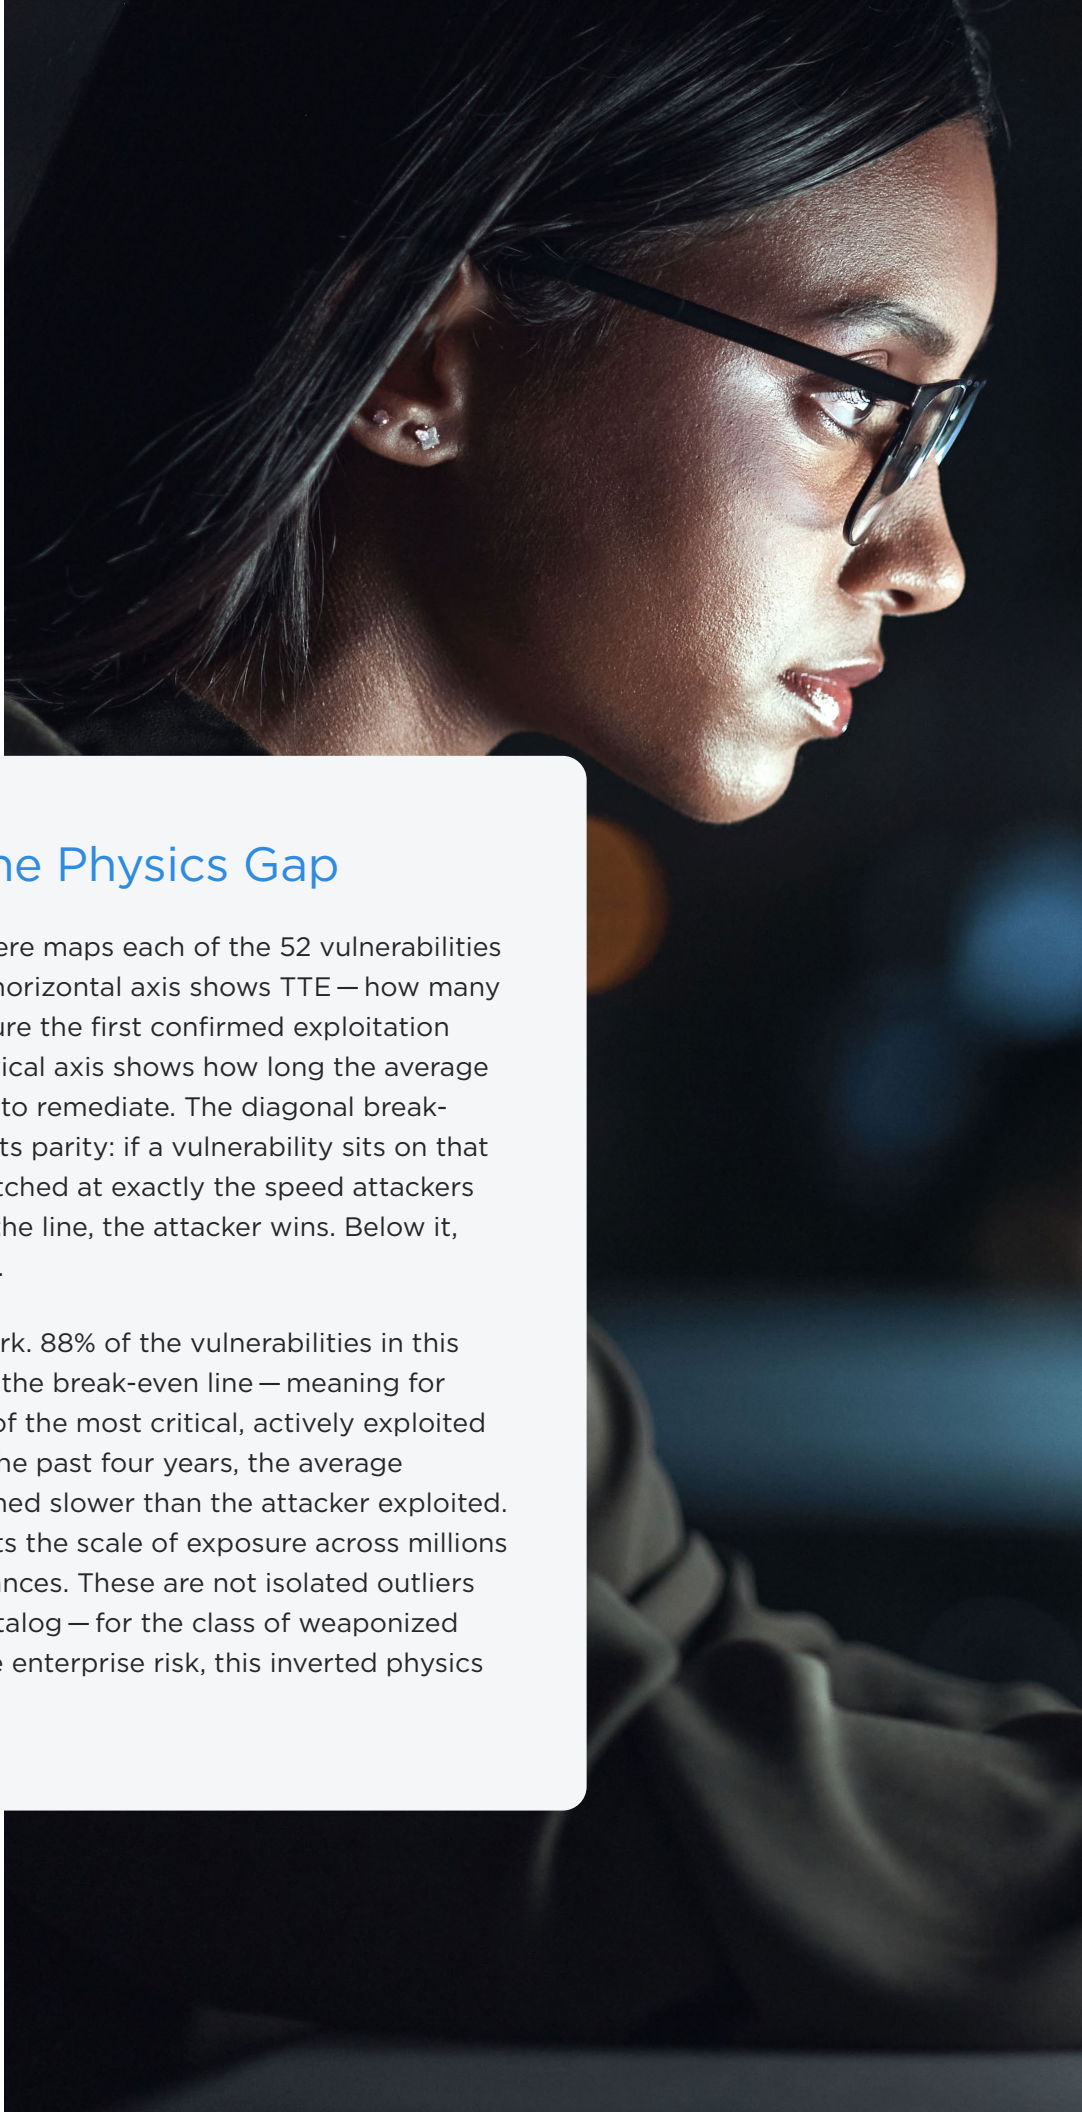 ne Physics Gap
ere maps each of the 52 vulnerabilities
horizontal axis shows TTE — how many
ure the first confirmed exploitation
ical axis shows how long the average
to remediate. The diagonal break-
ts parity: if a vulnerability sits on that
tched at exactly the speed attackers
the line, the attacker wins. Below it,
.
rk. 88% of the vulnerabilities in this
the break-even line — meaning for
of the most critical, actively exploited
ne past four years, the average
ned slower than the attacker exploited.
ts the scale of exposure across millions
ances. These are not isolated outliers
talog — for the class of weaponized
e enterprise risk, this inverted physics